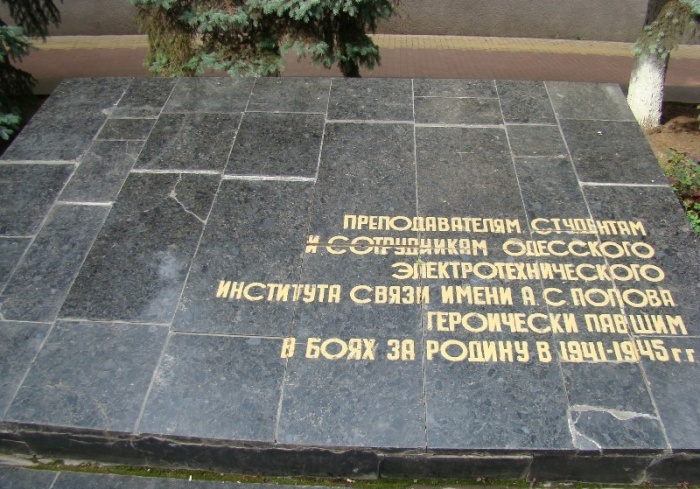 ПРЕПОДАВАТЕЛЯМ, СТУДЕНТАМ
И СОТРУДНИКАМ ОДЕССКОГО
ЭЛЕКТРОТЕХНИЧЕСКОГО
ИНСТИТУТА СВЯЗИ ИМЕНИ А.С.ПОПОВА
ГЕРОИЧЕСКИ ПАВШИМ
В БОЯХ ЗА РОДИНУ В 1941-1945 г.г.